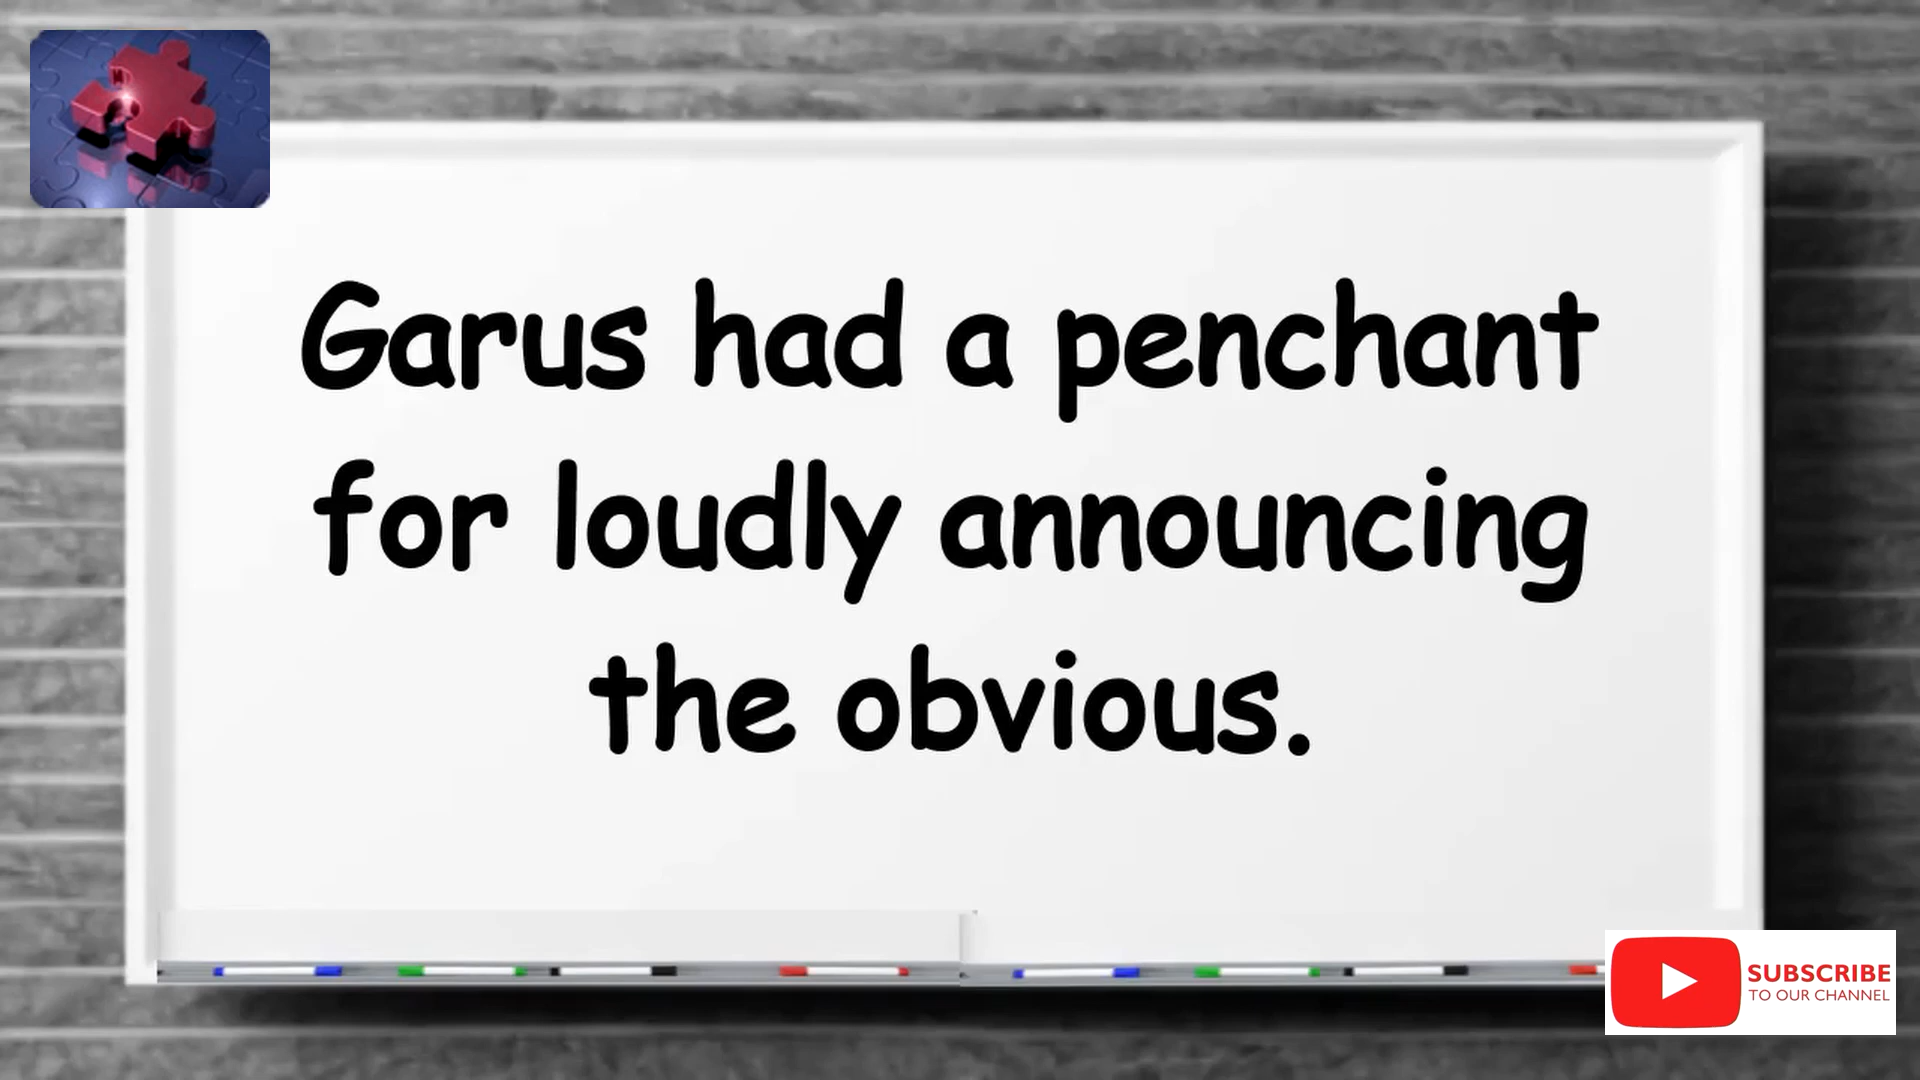 Garus had a penchant
for loudly announcing
the obvious.
SUBSCRIBE
TO OUR CHANNEL